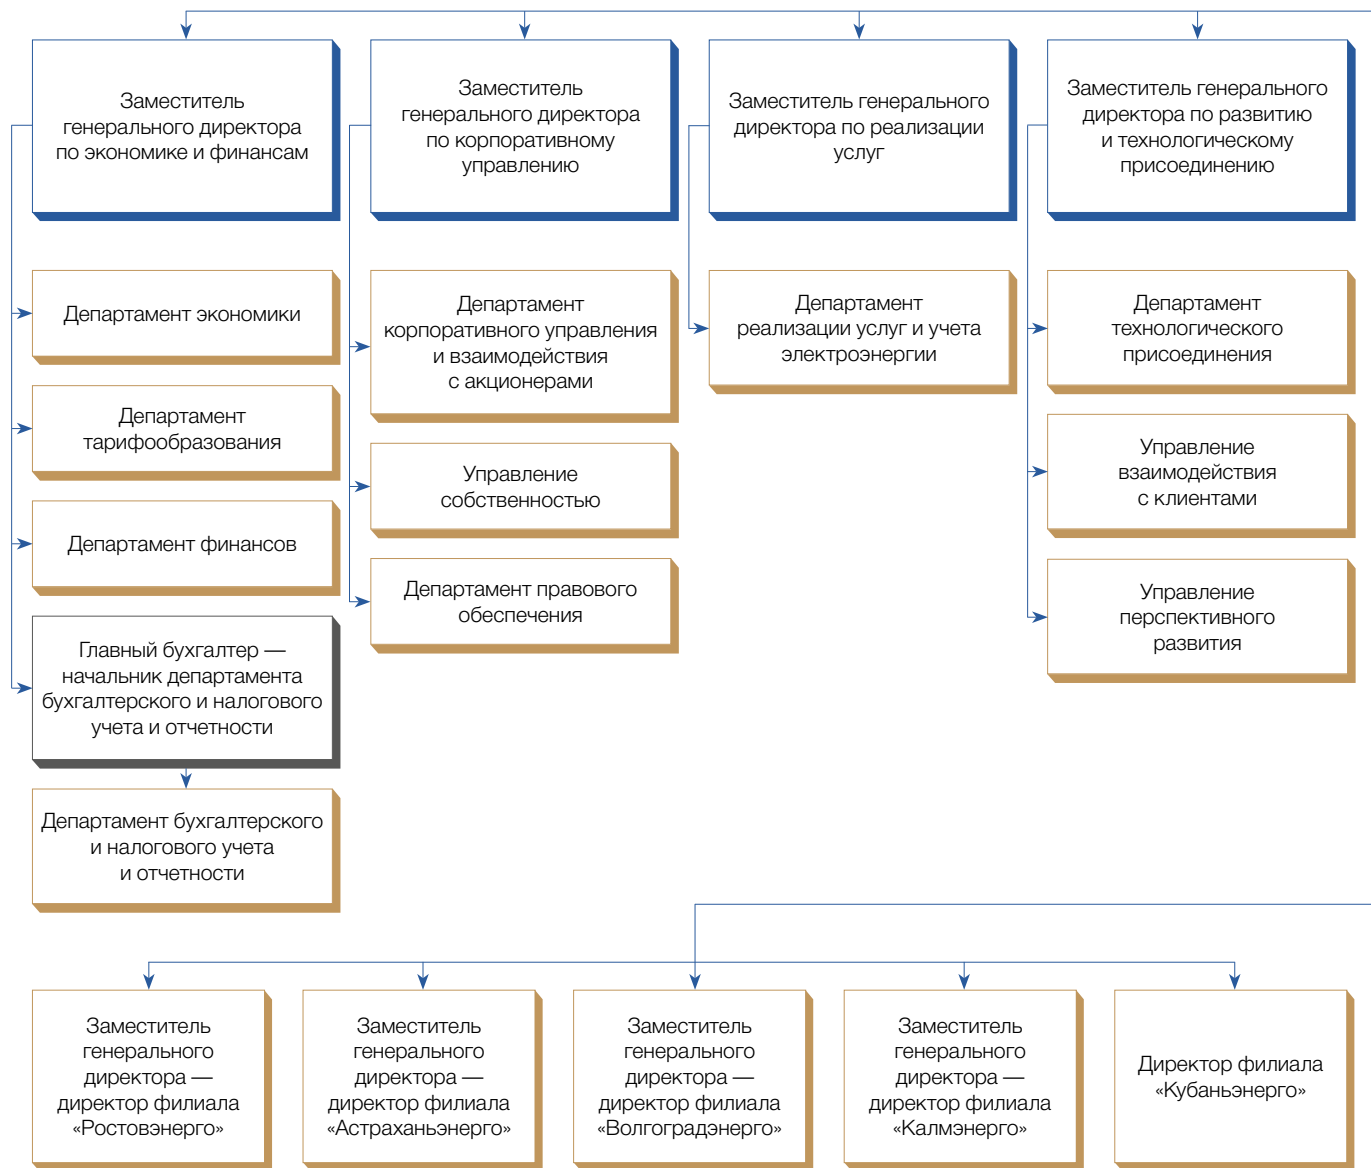 Заместитель
генерального директора
по экономике и финансам
Заместитель
генерального директора
по корпоративному
управлению
Заместитель генерального
директора по реализации
услуг
Заместитель генерального
директора по развитию
и технологическому
присоединению
Департамент экономики
Департамент
тарифообразования
Департамент финансов
Главный бухгалтер —
начальник департамента
бухгалтерского и налогового
учета и отчетности
Департамент бухгалтерского
и налогового учета
и отчетности
Департамент
корпоративного управления
и взаимодействия
с акционерами
Управление
собственностью
Департамент правового
обеспечения
Департамент
реализации услуг и учета
электроэнергии
Департамент
технологического
присоединения
Управление
взаимодействия
с клиентами
Управление
перспективного
развития
Заместитель
генерального
директора —
директор филиала
«Ростовэнерго»
Заместитель
генерального
директора —
директор филиала
«Астраханьэнерго»
Заместитель
генерального
директора —
директор филиала
«Волгоградэнерго»
Заместитель
генерального
директора —
директор филиала
«Калмэнерго»
Директор филиала
«Кубаньэнерго»